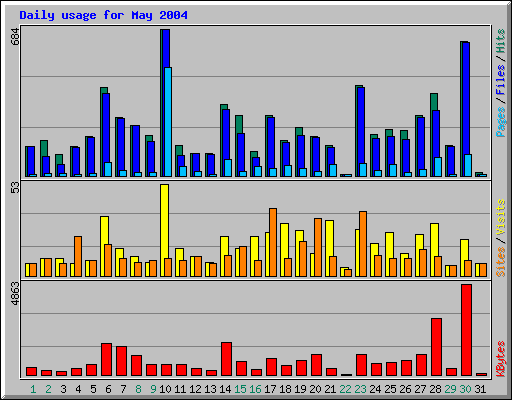 Daily usage for May 2004
684
Pages / Files / Hits
53
Sites / Visits
4863
KBytes
1 2 3 4 5 6 7 8 9 10 11 12 13 14 15 16 17 18 19 20 21 22 23 24 25 26 27 28 29 30 31